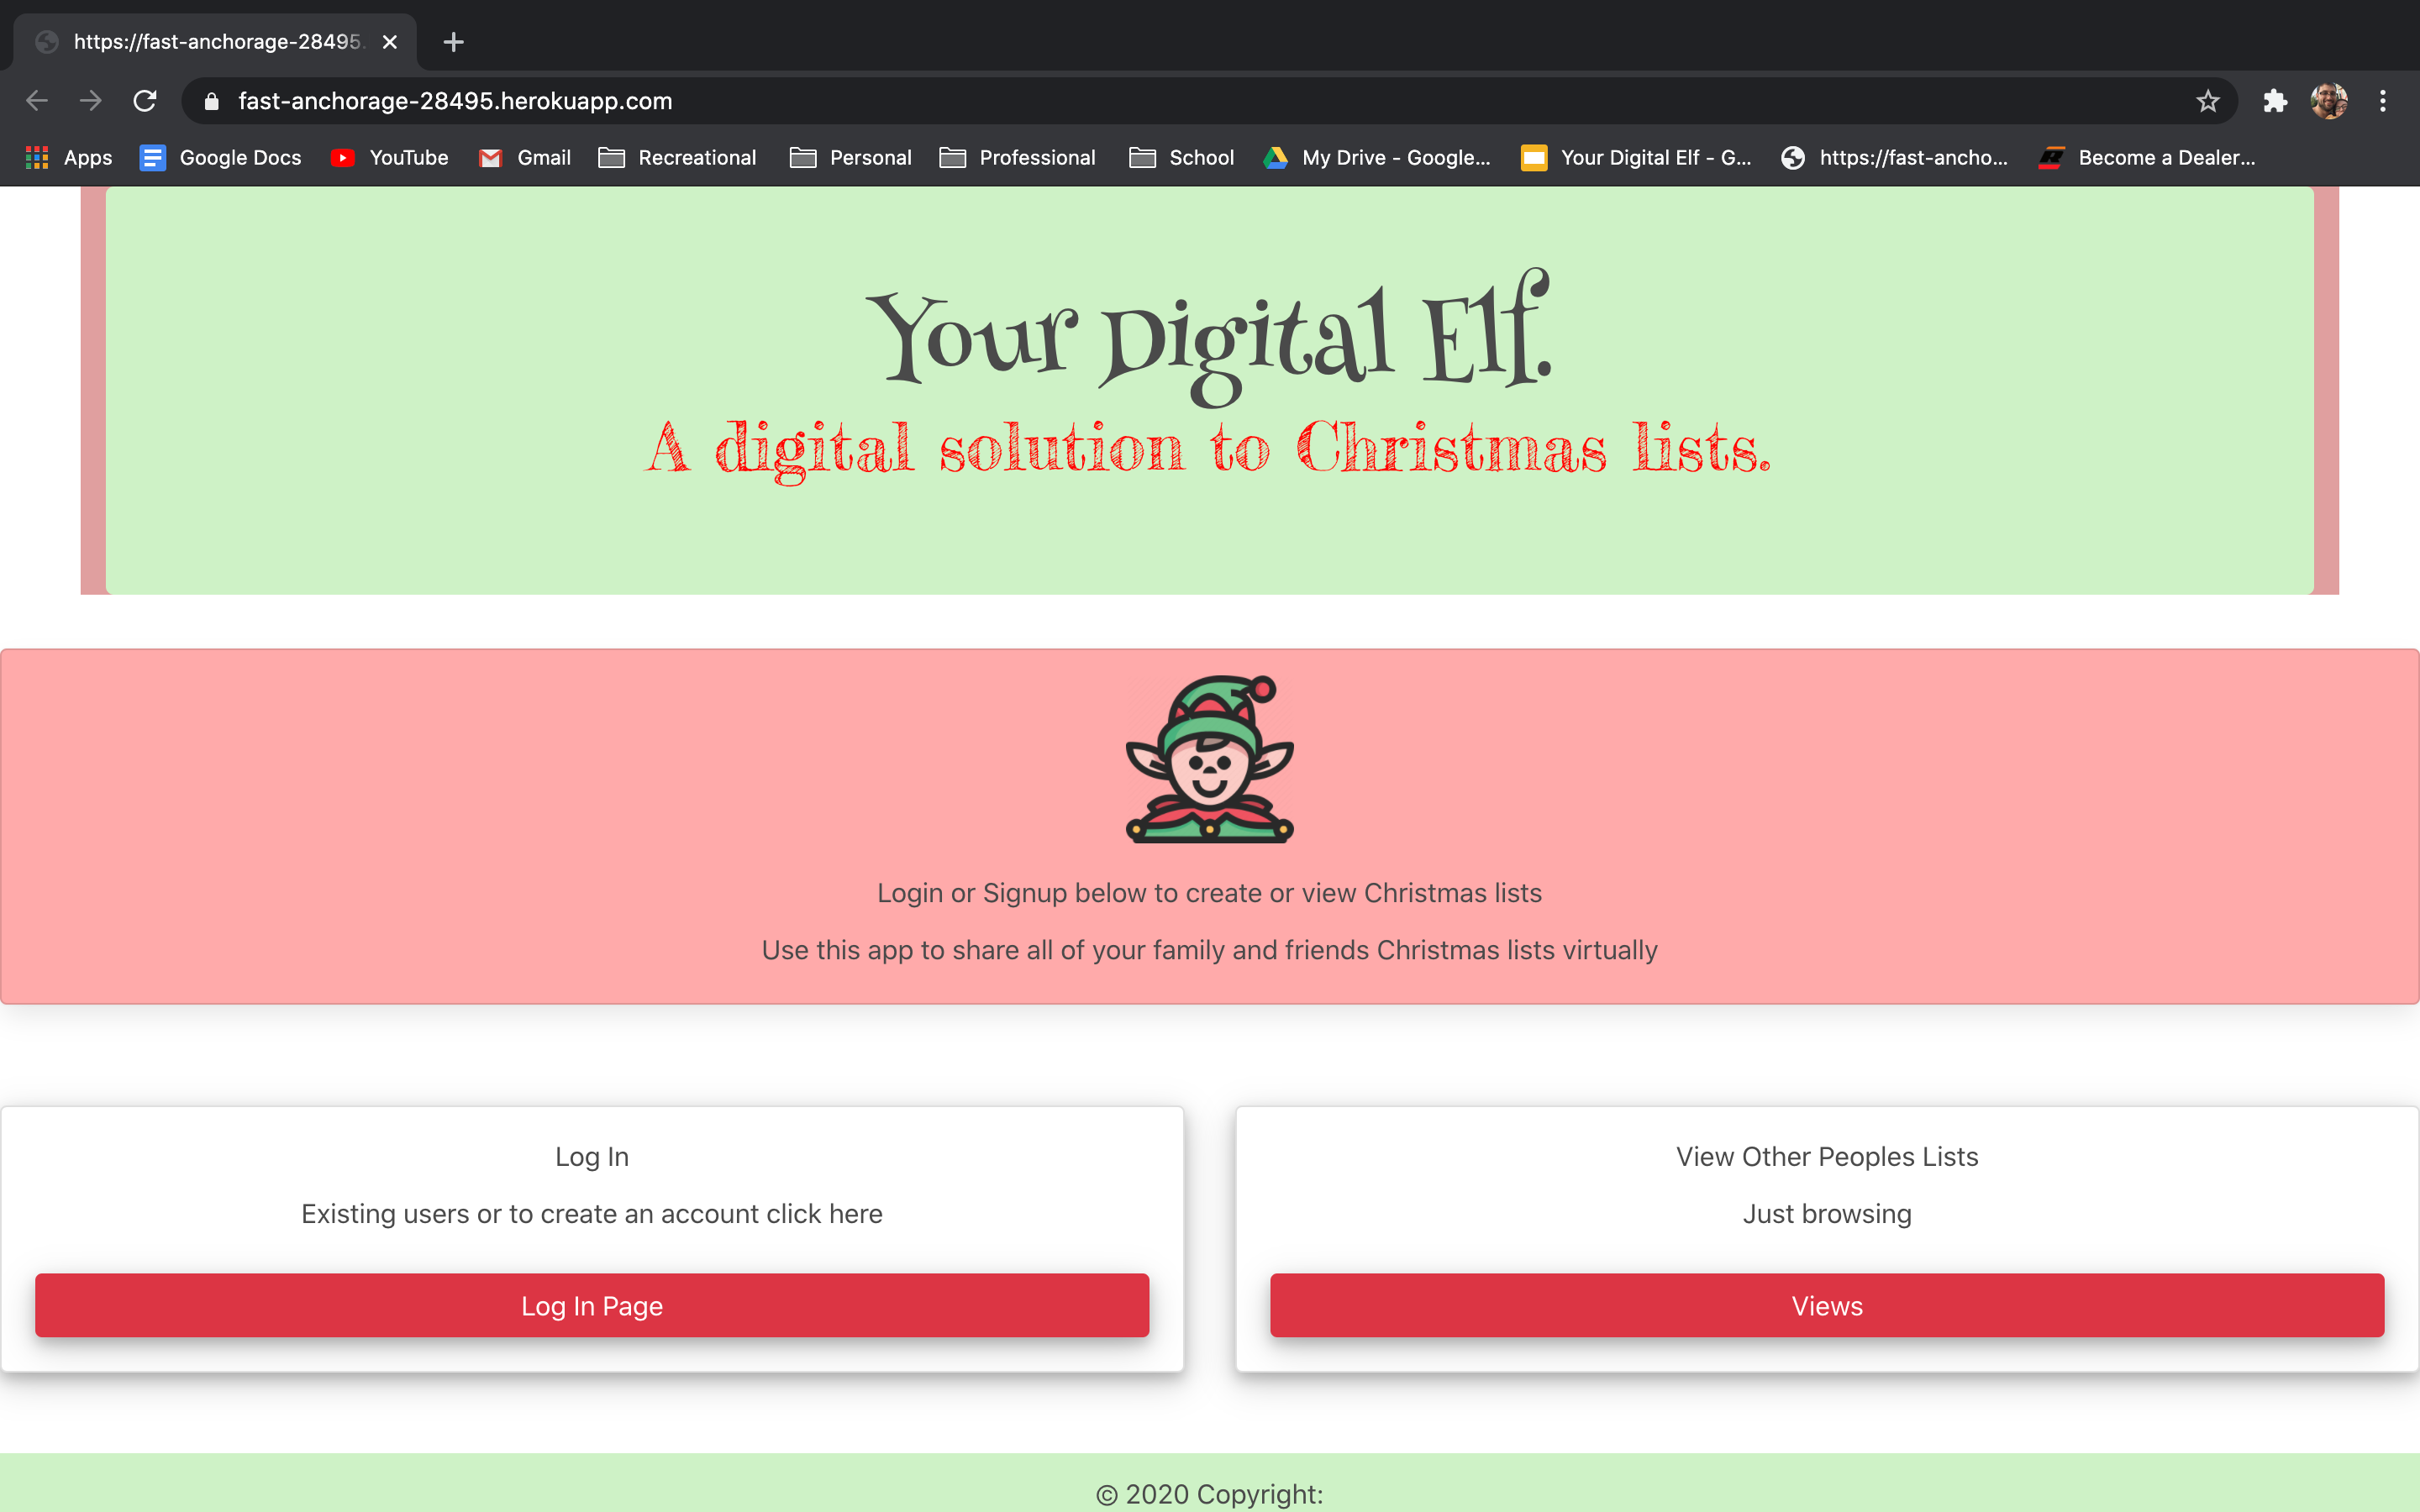 https://fast-anchorage-28495.
fast-anchorage-28495.herokuapp.com
Apps Google Docs YouTube Gmail Recreational Personal Professional School My Drive - Google... Your Digital Elf - G... https://fast-ancho... Become a Dealer...
Your Digital Elf.
A digital solution to Christmas lists.
Login or Signup below to create or view Christmas lists
Use this app to share all of your family and friends Christmas lists virtually
Log In
Existing users or to create an account click here
Log In Page
View Other Peoples Lists
Just browsing
Views
© 2020 Copyright: